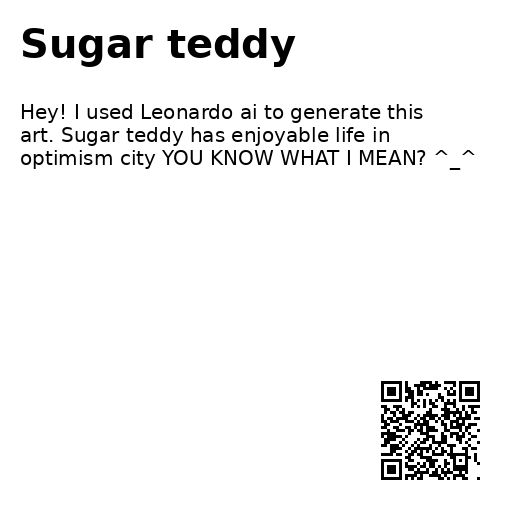 Sugar teddy
Hey! I used Leonardo ai to generate this
art. Sugar teddy has enjoyable life in
optimism city YOU KNOW WHAT I MEAN? ^_^